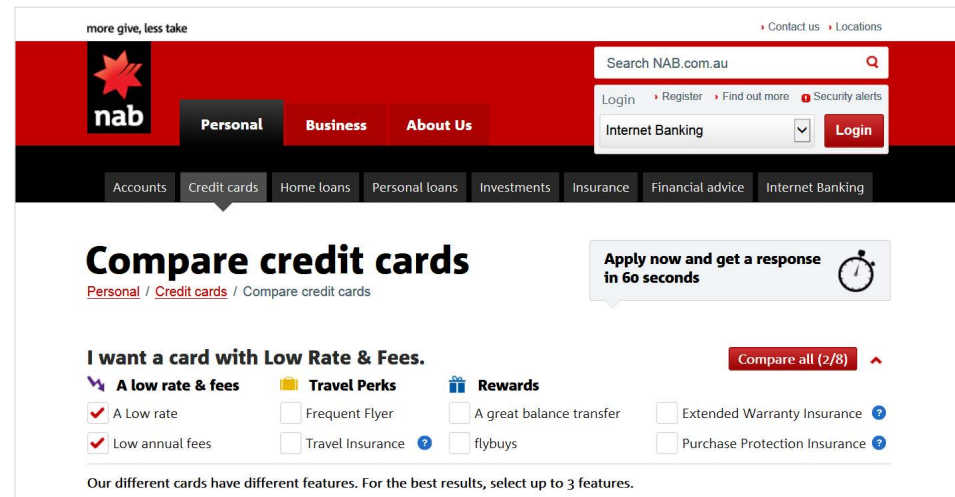 more give, less take
Contact us Locations
nab
Search NAB.com.au
Login Register Find out more Security alerts
Internet Banking Login
Personal Business About Us
Accounts Credit cards Home loans Personal loans Investments Insurance Financial advice Internet Banking
Compare credit cards
Personal / Credit cards / Compare credit cards
Apply now and get a response
in 60 seconds
I want a card with Low Rate & Fees.
Compare all (2/8)
A low rate & fees Travel Perks Rewards
A Low rate Frequent Flyer A great balance transfer Extended Warranty Insurance ?
Low annual fees Travel Insurance ? flybuys Purchase Protection Insurance ?
Our different cards have different features. For the best results, select up to 3 features.